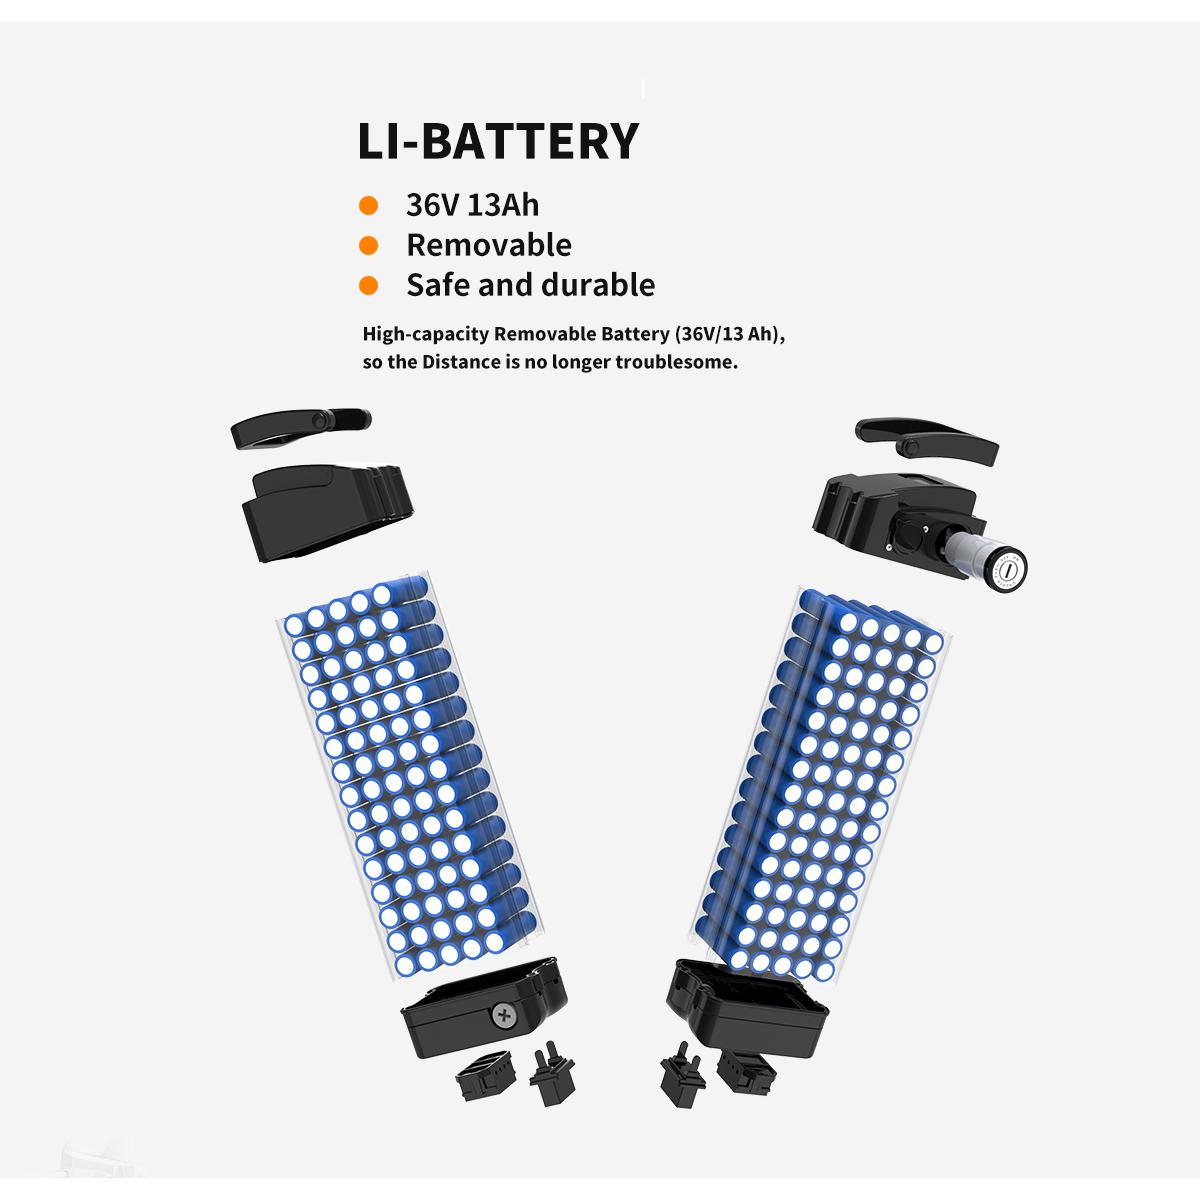 LI-BATTERY
36V 13Ah
Removable
Safe and durable
High-capacity Removable Battery (36V/13 Ah),
so the Distance is no longer troublesome.